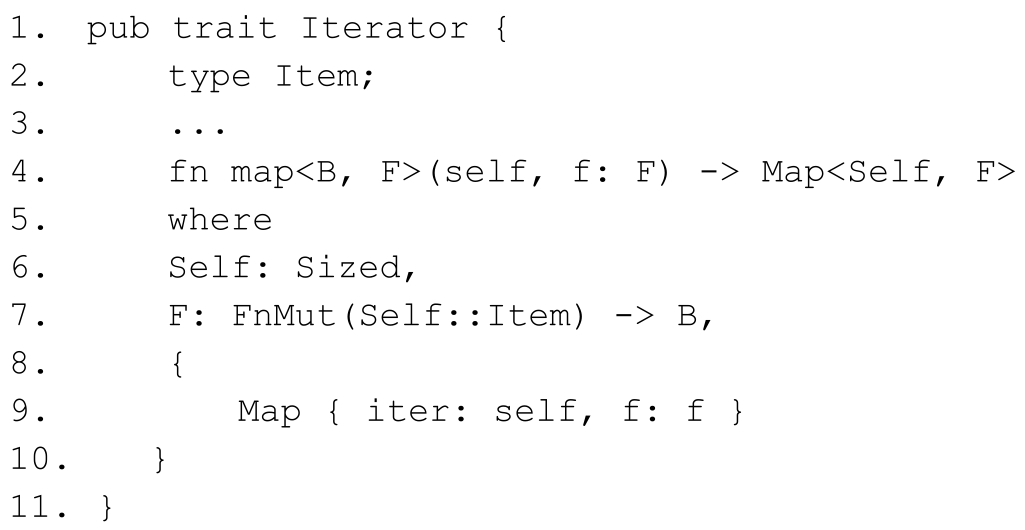 1. pub trait Iterator {
2. type Item;
3. ...
4. fn map<B, F>(self, f: F) -> Map<Self, F>
5. where
6. Self: Sized,
7. F: FnMut(Self::Item) -> B,
8. {
9. Map { iter: self, f: f }
10. }
11. }